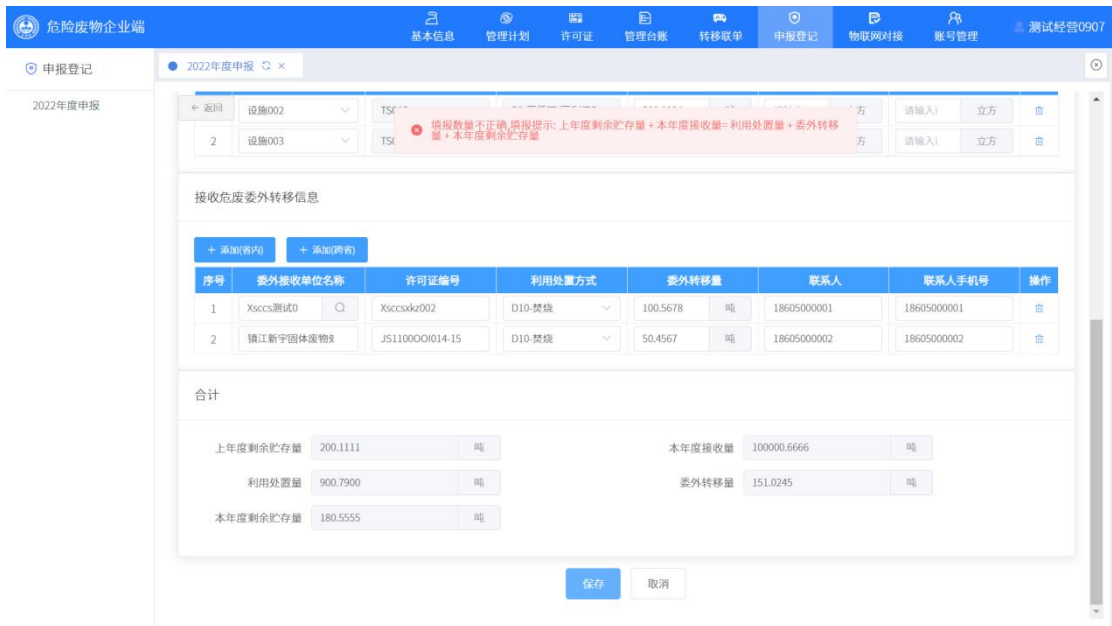 危险废物企业端
基本信息 管理计划 许可证 管理台账 转移联单 申报登记 物联网对接 账号管理 测试经营0907
申报登记
2022年度申报
2022年度申报
← 返回 设施002 请输入 立方
填报数量不正确,填报提示: 上年度剩余贮存量 + 本年度接收量= 利用处置量 + 委外转移
量 + 本年度剩余贮存量
2 设施003 方 请输入 立方
接收危废委外转移信息
+ 添加(省内) + 添加(跨省)
序号 委外接收单位名称 许可证编号 利用处置方式 委外转移量 联系人 联系人手机号 操作
1 Xsccs测试0 Xsccsxkz002 D10-焚烧 100.5678 吨 18605000001 18605000001
2 镇江新宇固体废物 JS1100OOI014-15 D10-焚烧 50.4567 吨 18605000002 18605000002
合计
上年度剩余贮存量 200.1111 吨 本年度接收量 100000.6666 吨
利用处置量 900.7900 吨 委外转移量 151.0245 吨
本年度剩余贮存量 180.5555 吨
保存 取消